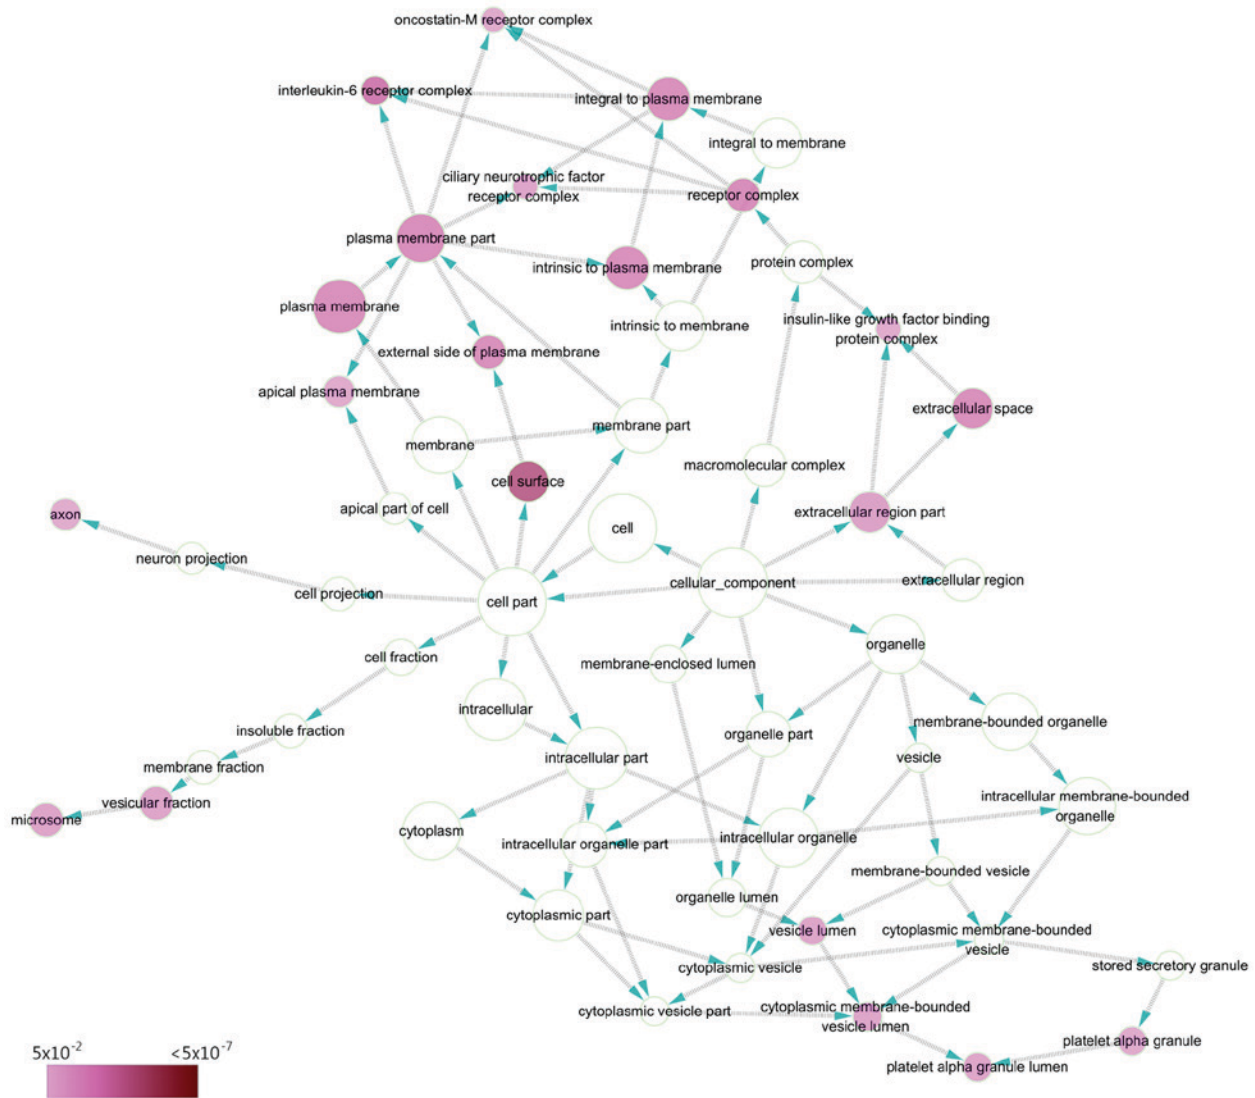 oncostatin-M receptor complex
interleukin-6 receptor complex
integral to plasma membrane
integral to membrane
ciliary neurotrophic factor
receptor complex
receptor complex
plasma membrane part
protein complex
intrinsic to plasma membrane
plasma membrane
insulin-like growth factor binding
protein complex
intrinsic to membrane
external side of plasma membrane
apical plasma membrane
extracellular space
membrane part
membrane
macromolecular complex
cell surface
apical part of cell
extracellular region part
axon
cell
neuron projection
cellular_component
extracellular region
cell projection
cell part
organelle
cell fraction
membrane-enclosed lumen
intracellular
membrane-bounded organelle
insoluble fraction
organelle part
intracellular part
vesicle
membrane fraction
intracellular membrane-bounded
organelle
vesicular fraction
microsome
cytoplasm
intracellular organelle part
intracellular organelle
membrane-bounded vesicle
organelle lumen
cytoplasmic part
vesicle lumen
cytoplasmic membrane-bounded
vesicle
cytoplasmic vesicle
stored secretory granule
cytoplasmic vesicle part
cytoplasmic membrane-bounded
vesicle lumen
platelet alpha granule
platelet alpha granule lumen
5x10⁻² <5x10⁻⁷